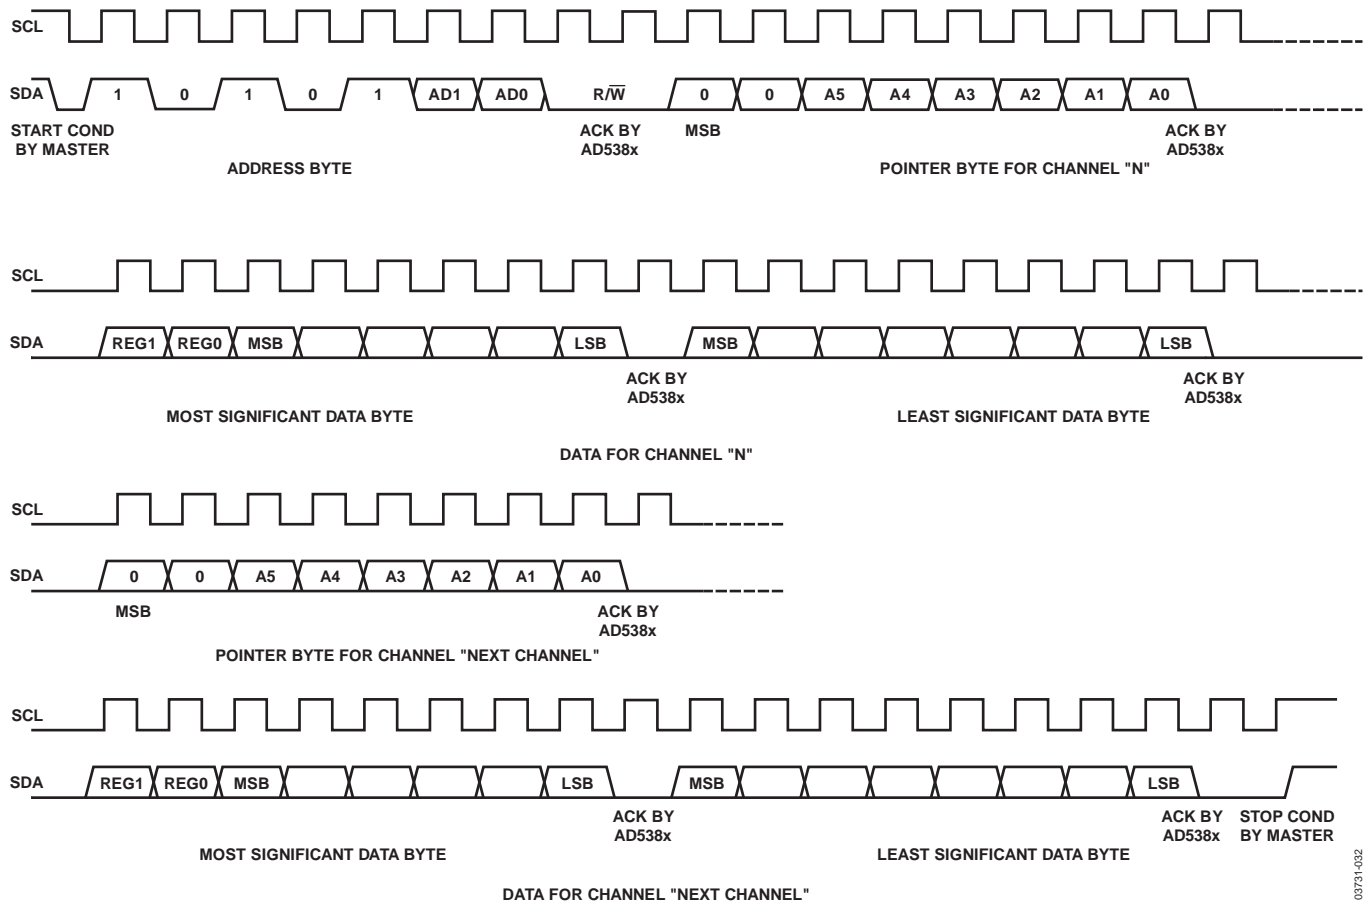 SCL
SDA 1 0 1 0 1 AD1 AD0 R/W̅ 0 0 A5 A4 A3 A2 A1 A0
START COND BY MASTER
ACK BY AD538x
MSB
ACK BY AD538x
ADDRESS BYTE
POINTER BYTE FOR CHANNEL "N"
SCL
SDA REG1 REG0 MSB LSB MSB LSB
ACK BY AD538x
ACK BY AD538x
MOST SIGNIFICANT DATA BYTE
LEAST SIGNIFICANT DATA BYTE
DATA FOR CHANNEL "N"
SCL
SDA 0 0 A5 A4 A3 A2 A1 A0
MSB
ACK BY AD538x
POINTER BYTE FOR CHANNEL "NEXT CHANNEL"
SCL
SDA REG1 REG0 MSB LSB MSB LSB
ACK BY AD538x
ACK BY AD538x
STOP COND BY MASTER
MOST SIGNIFICANT DATA BYTE
LEAST SIGNIFICANT DATA BYTE
DATA FOR CHANNEL "NEXT CHANNEL"
03731-032